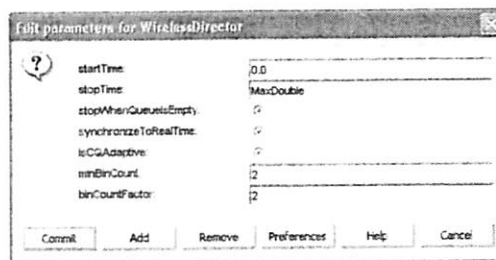 Edit parameters for WirelessDirector
?
startTime: 0.0
stopTime: MaxDouble
stopWhenQueueIsEmpty:
synchronizeToRealTime:
isCQAdaptive:
minBinCount: 2
binCountFactor: 2
Commit Add Remove Preferences Help Cancel